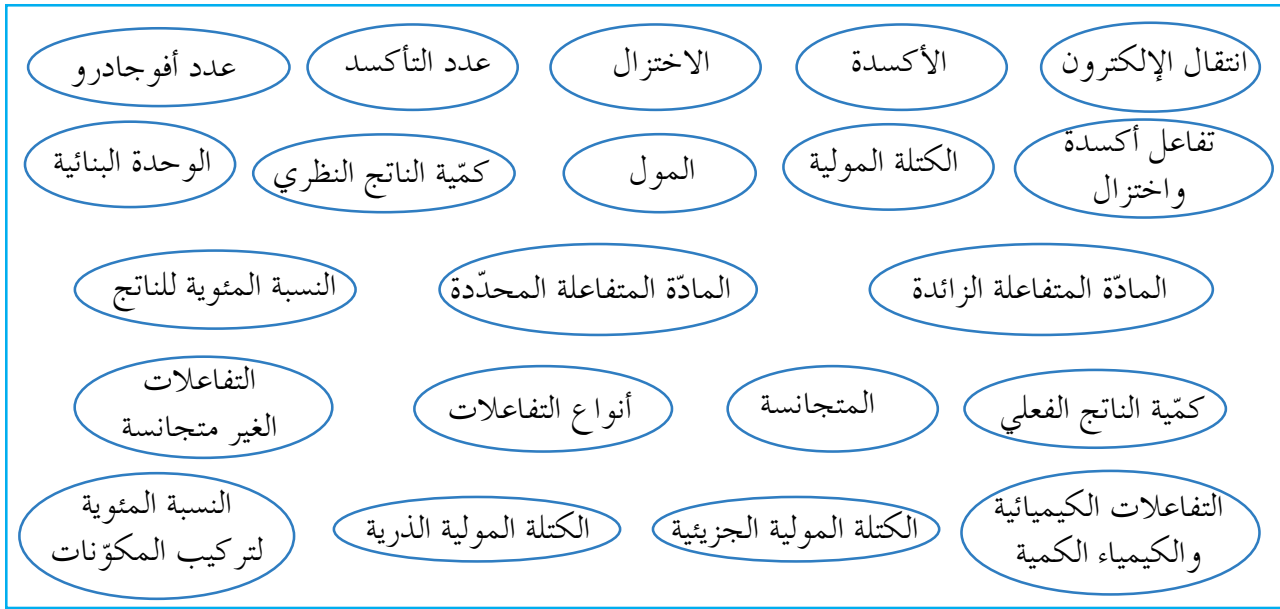 انتقال الإلكترون
الأكسدة
الاختزال
عدد التأكسد
عدد أفوجادرو
تفاعل أكسدة
واختزال
الكتلة المولية
المول
كمّية الناتج النظري
الوحدة البنائية
المادّة المتفاعلة الزائدة
المادّة المتفاعلة المحدّدة
النسبة المئوية للناتج
كمّية الناتج الفعلي
المتجانسة
أنواع التفاعلات
التفاعلات
الغير متجانسة
التفاعلات الكيميائية
والكيمياء الكمية
الكتلة المولية الجزيئية
الكتلة المولية الذرية
النسبة المئوية
لتركيب المكوّنات